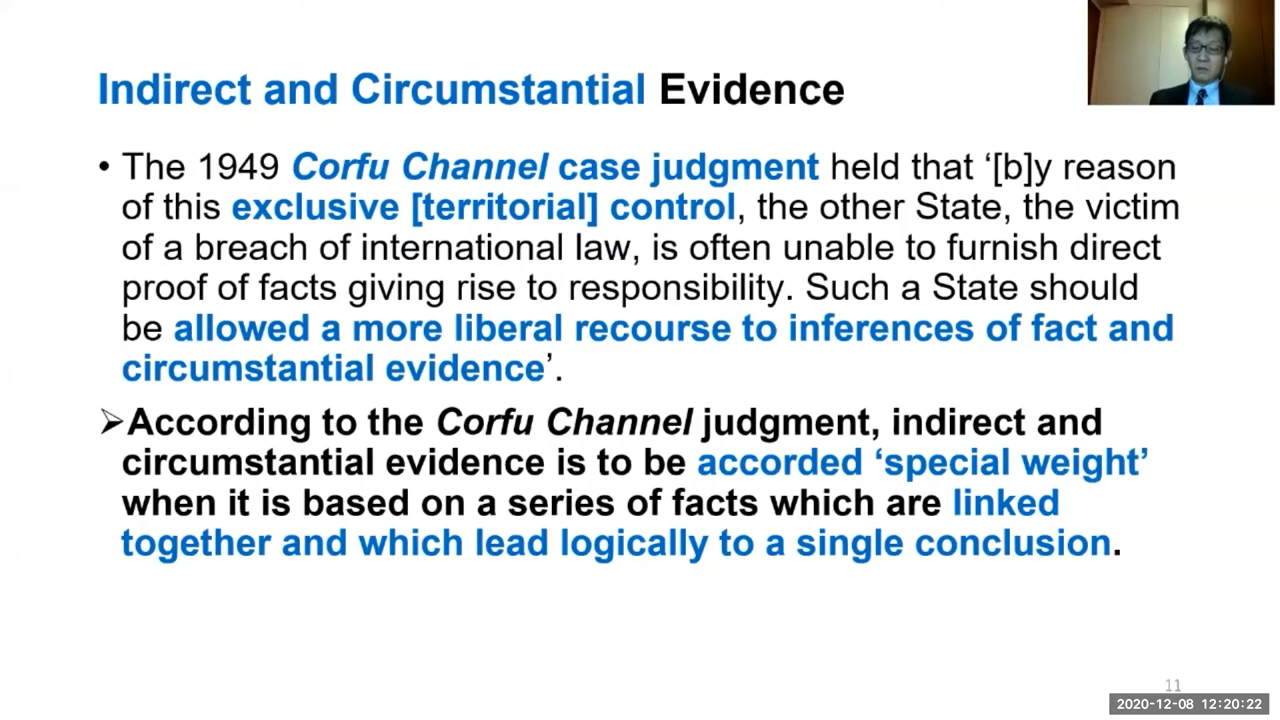 Indirect and Circumstantial Evidence
• The 1949 Corfu Channel case judgment held that ‘[b]y reason
of this exclusive [territorial] control, the other State, the victim
of a breach of international law, is often unable to furnish direct
proof of facts giving rise to responsibility. Such a State should
be allowed a more liberal recourse to inferences of fact and
circumstantial evidence’.
➢According to the Corfu Channel judgment, indirect and
circumstantial evidence is to be accorded ‘special weight’
when it is based on a series of facts which are linked
together and which lead logically to a single conclusion.
11
2020-12-08 12:20:22